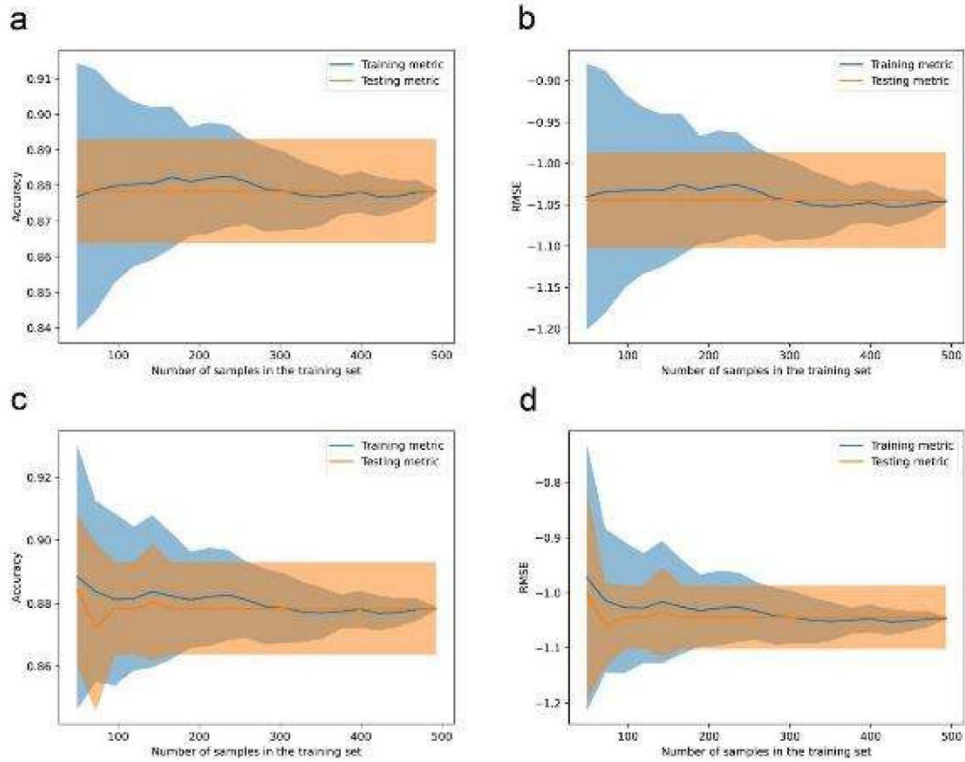 a
Training metric
Testing metric
0.91
0.90
0.89
0.88
0.87
0.86
0.85
0.84
Accuracy
100 200 300 400 500
Number of samples in the training set
b
Training metric
Testing metric
−0.90
−0.95
−1.00
−1.05
−1.10
−1.15
−1.20
RMSE
100 200 300 400 500
Number of samples in the training set
c
Training metric
Testing metric
0.92
0.90
0.88
0.86
Accuracy
100 200 300 400 500
Number of samples in the training set
d
Training metric
Testing metric
−0.8
−0.9
−1.0
−1.1
−1.2
RMSE
100 200 300 400 500
Number of samples in the training set